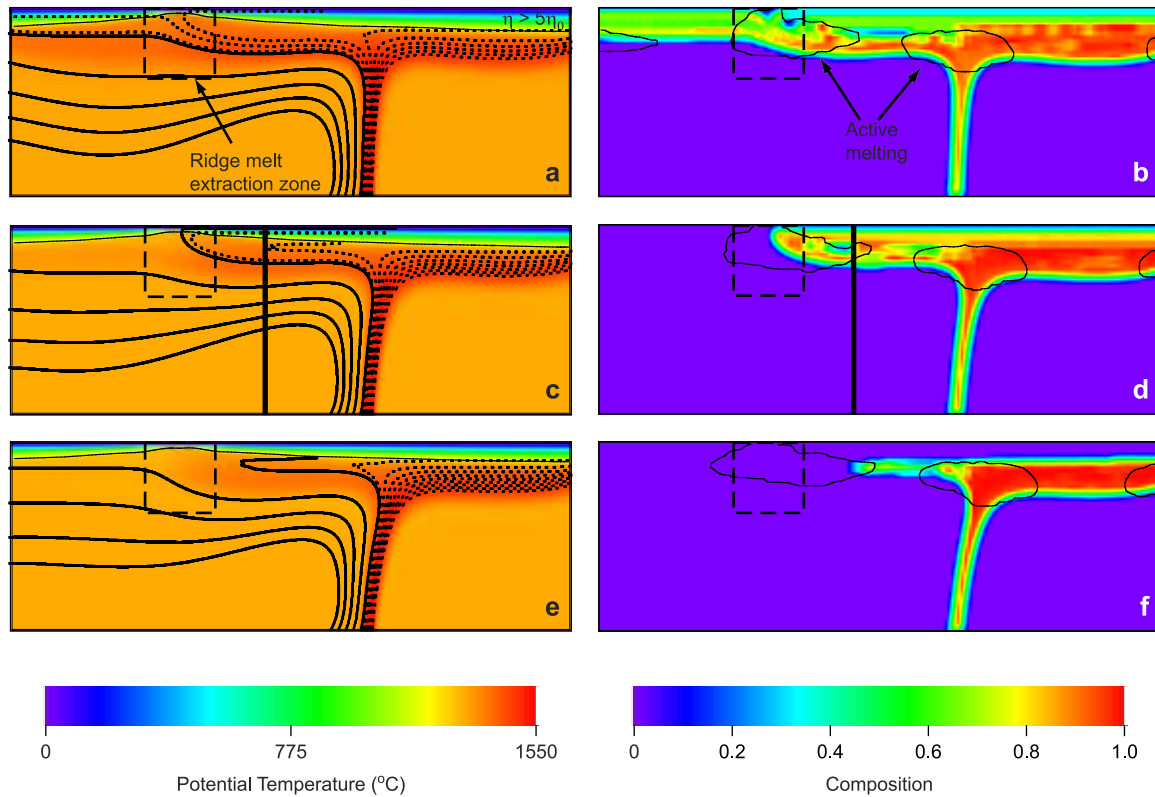 η > 5η₀
Ridge melt
extraction zone
a
Active
melting
b
c
d
e
f
0
775
1550
Potential Temperature (°C)
0
0.2
0.4
0.6
0.8
1.0
Composition